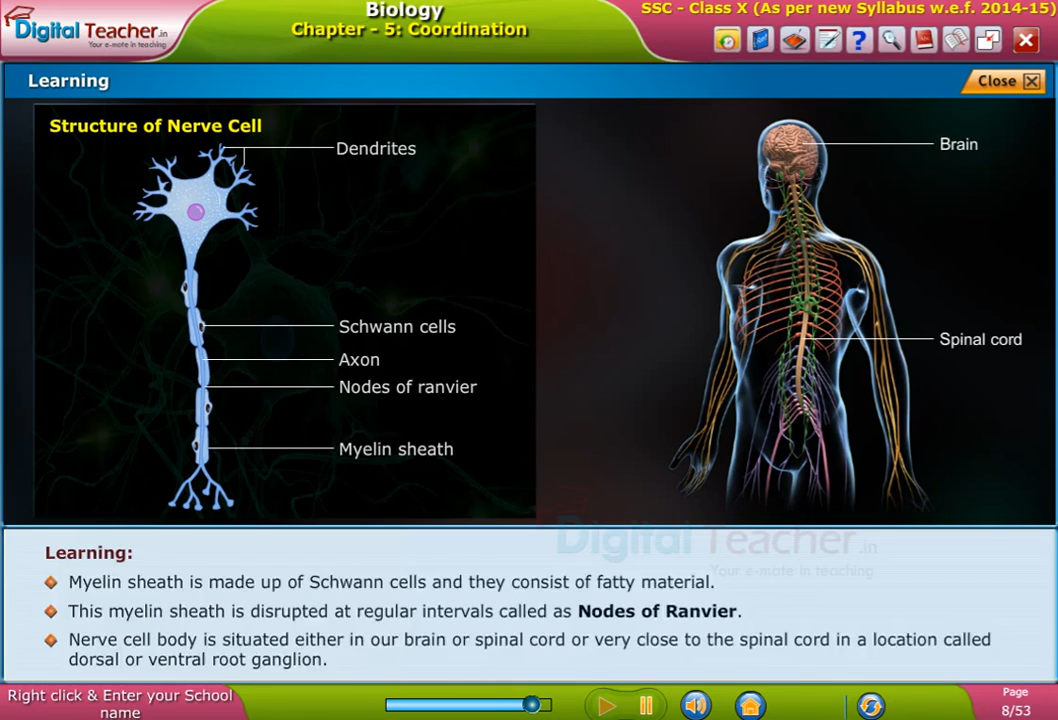 Digital Teacher.in
Your e-mate in teaching
Biology
Chapter - 5: Coordination
SSC - Class X (As per new Syllabus w.e.f. 2014-15)
Learning
Close
Structure of Nerve Cell
Dendrites
Schwann cells
Axon
Nodes of ranvier
Myelin sheath
Brain
Spinal cord
Digital Teacher.in
Your e-mate in teaching
Learning:
Myelin sheath is made up of Schwann cells and they consist of fatty material.
This myelin sheath is disrupted at regular intervals called as Nodes of Ranvier.
Nerve cell body is situated either in our brain or spinal cord or very close to the spinal cord in a location called
dorsal or ventral root ganglion.
Right click & Enter your School
name
Page
8/53